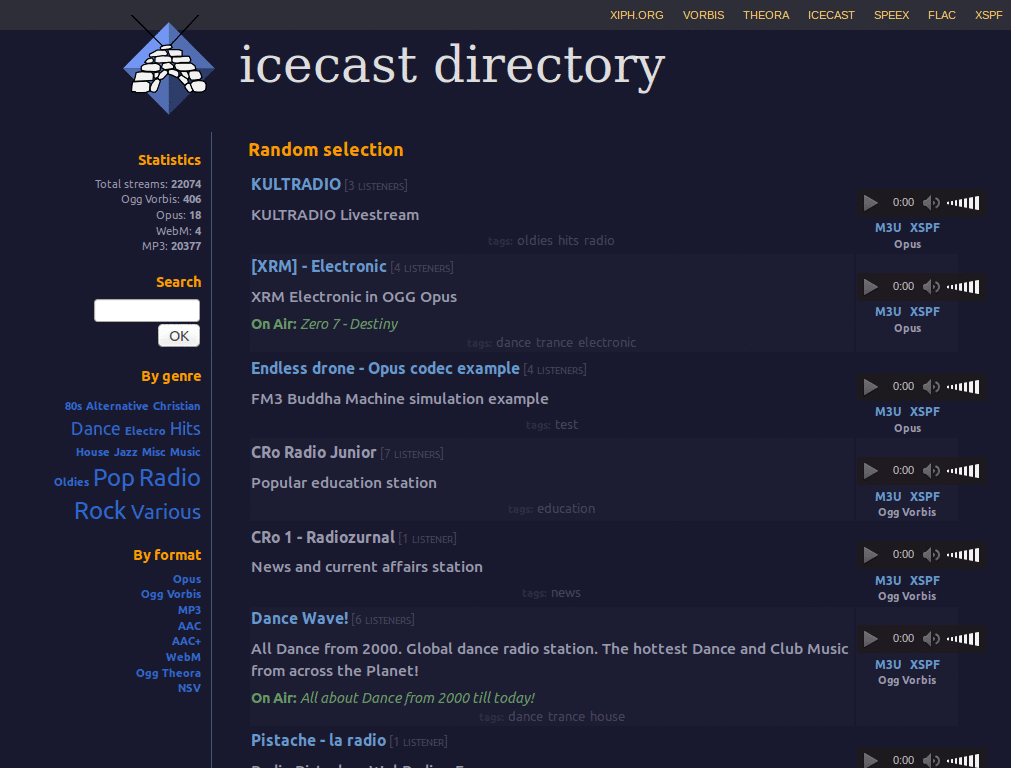 XIPH.ORG VORBIS THEORA ICECAST SPEEX FLAC XSPF
icecast directory
Statistics
Total streams: 22074
Ogg Vorbis: 406
Opus: 18
WebM: 4
MP3: 20377
Search
OK
By genre
80s Alternative Christian
Dance Electro Hits
House Jazz Misc Music
Oldies Pop Radio
Rock Various
By format
Opus
Ogg Vorbis
MP3
AAC
AAC+
WebM
Ogg Theora
NSV
Random selection
KULTRADIO [3 LISTENERS]
KULTRADIO Livestream
tags: oldies hits radio
0:00
M3U XSPF
Opus
[XRM] - Electronic [4 LISTENERS]
XRM Electronic in OGG Opus
On Air: Zero 7 - Destiny
tags: dance trance electronic
0:00
M3U XSPF
Opus
Endless drone - Opus codec example [4 LISTENERS]
FM3 Buddha Machine simulation example
tags: test
0:00
M3U XSPF
Opus
CRo Radio Junior [7 LISTENERS]
Popular education station
tags: education
0:00
M3U XSPF
Ogg Vorbis
CRo 1 - Radiozurnal [1 LISTENER]
News and current affairs station
tags: news
0:00
M3U XSPF
Ogg Vorbis
Dance Wave! [6 LISTENERS]
All Dance from 2000. Global dance radio station. The hottest Dance and Club Music
from across the Planet!
On Air: All about Dance from 2000 till today!
tags: dance trance house
0:00
M3U XSPF
Ogg Vorbis
Pistache - la radio [1 LISTENER]
0:00